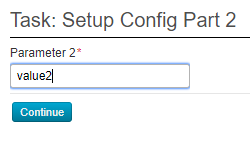 Task: Setup Config Part 2
Parameter 2*
value2
Continue